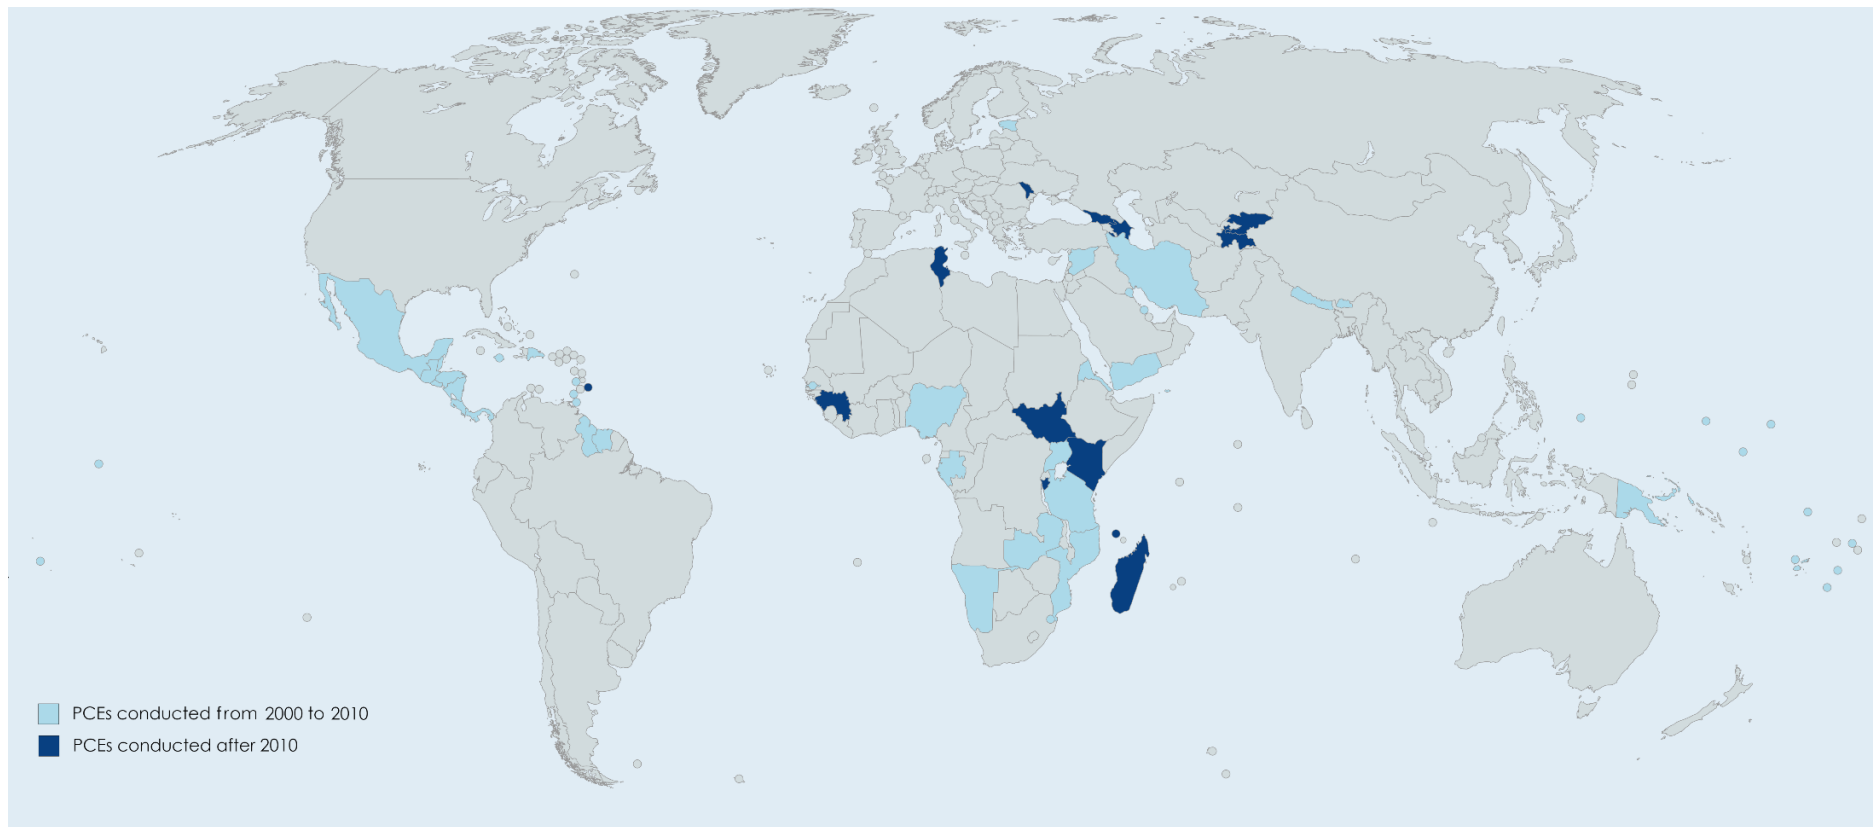 PCEs conducted from 2000 to 2010
PCEs conducted after 2010